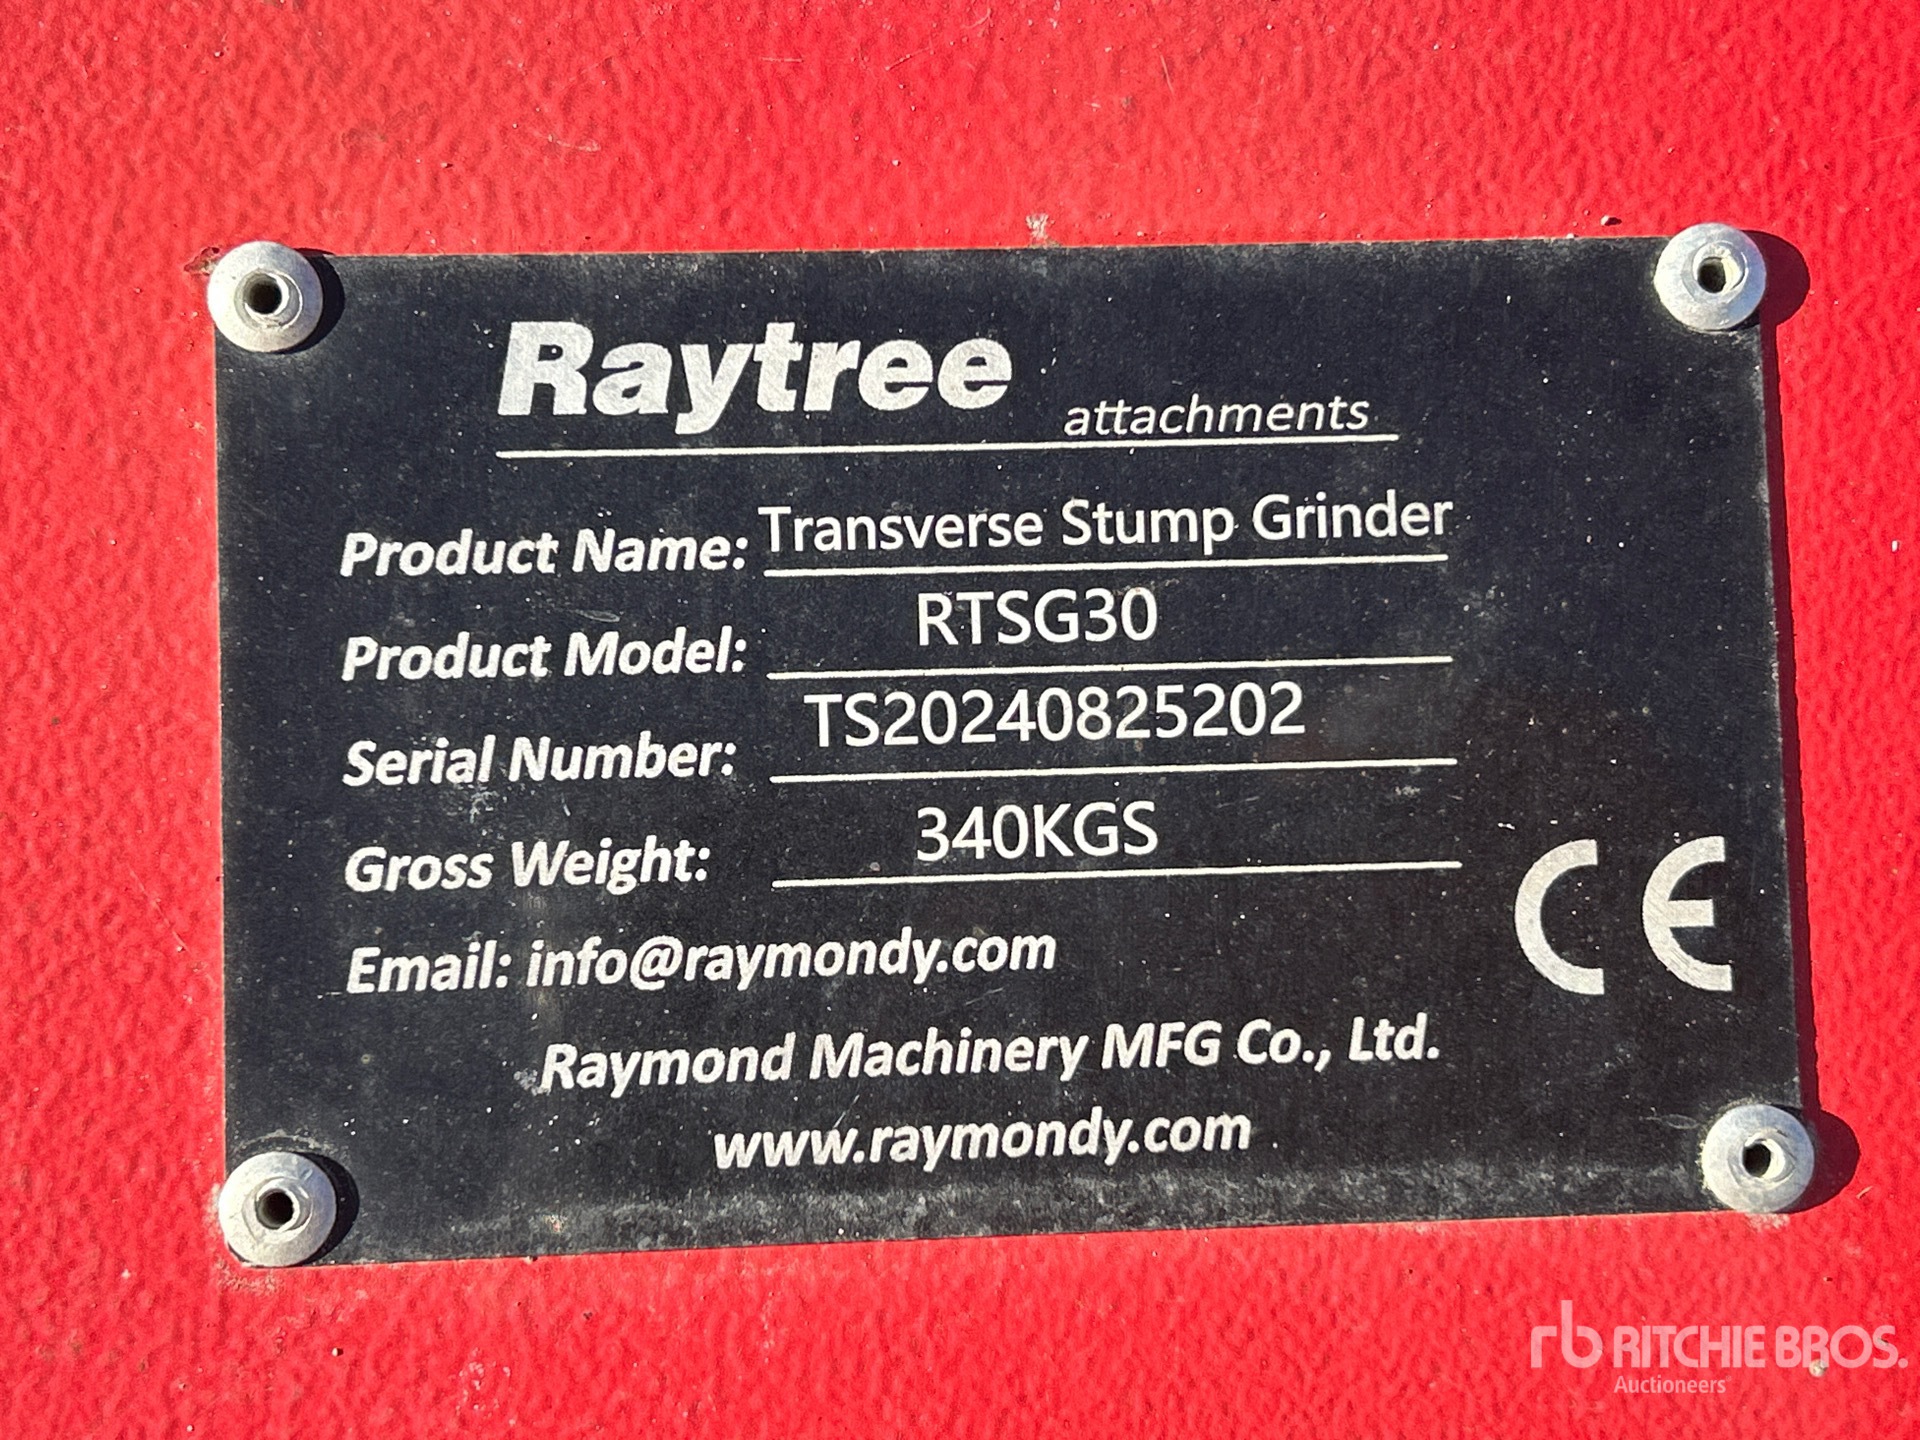 Raytree attachments
Product Name: Transverse Stump Grinder
Product Model: RTSG30
Serial Number: TS20240825202
Gross Weight: 340KGS
Email: info@raymondy.com
CE
Raymond Machinery MFG Co., Ltd.
www.raymondy.com
rb RITCHIE BROS.
Auctioneers